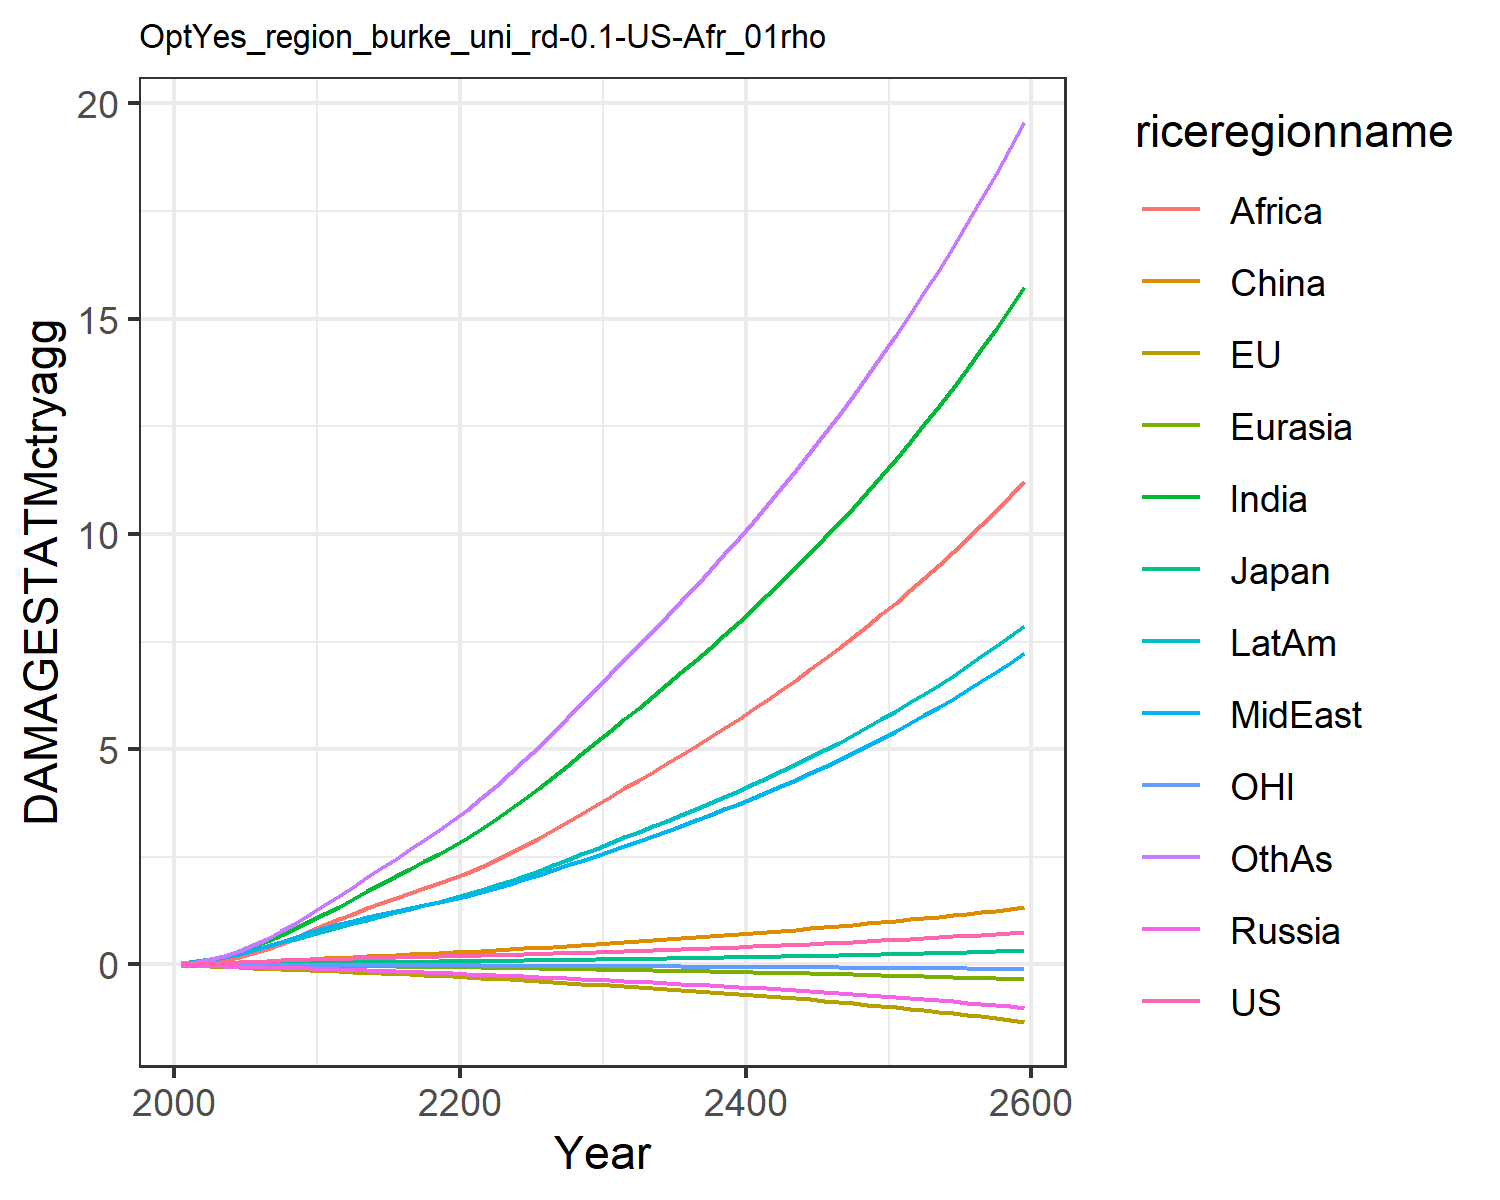 OptYes_region_burke_uni_rd-0.1-US-Afr_01rho
20
15
10
5
0
DAMAGESTATMctryagg
2000 2200 2400 2600
Year
riceregionname
Africa
China
EU
Eurasia
India
Japan
LatAm
MidEast
OHI
OthAs
Russia
US